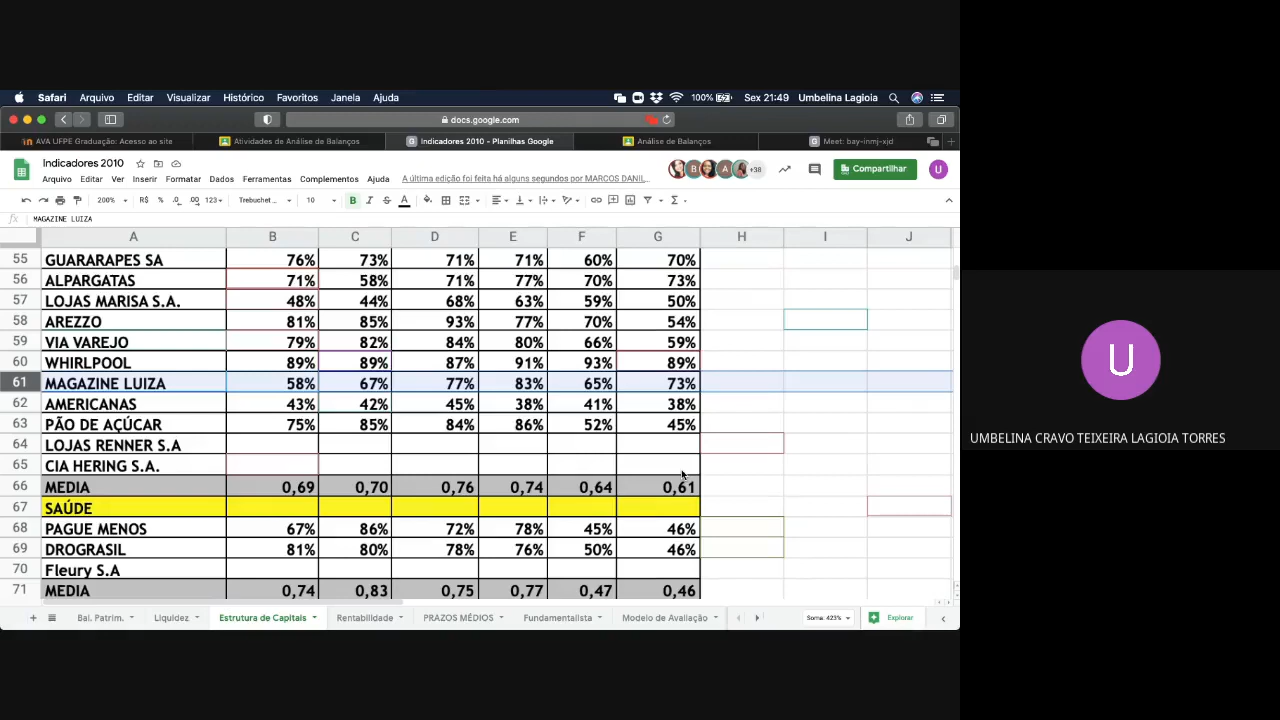 Safari Arquivo Editar Visualizar Histórico Favoritos Janela Ajuda 100% Sex 21:49 Umbelina Lagioia
docs.google.com
AVA UFPE Graduação: Acesso ao site Atividades de Análise de Balanços Indicadores 2010 - Planilhas Google Análise de Balanços Meet: bay-inmj-xjd
Indicadores 2010
B A +38 Compartilhar U
Arquivo Editar Ver Inserir Formatar Dados Ferramentas Complementos Ajuda A última edição foi feita há alguns segundos por MARCOS DANIL...
200% R$ % .0 .00 123 Trebuchet... 10 B I S A
fx MAGAZINE LUIZA
A B C D E F G H I J
55 GUARARAPES SA 76% 73% 71% 71% 60% 70%
56 ALPARGATAS 71% 58% 71% 77% 70% 73%
57 LOJAS MARISA S.A. 48% 44% 68% 63% 59% 50%
58 AREZZO 81% 85% 93% 77% 70% 54%
59 VIA VAREJO 79% 82% 84% 80% 66% 59%
60 WHIRLPOOL 89% 89% 87% 91% 93% 89%
61 MAGAZINE LUIZA 58% 67% 77% 83% 65% 73%
62 AMERICANAS 43% 42% 45% 38% 41% 38%
63 PÃO DE AÇÚCAR 75% 85% 84% 86% 52% 45%
64 LOJAS RENNER S.A
65 CIA HERING S.A.
66 MEDIA 0,69 0,70 0,76 0,74 0,64 0,61
67 SAÚDE
68 PAGUE MENOS 67% 86% 72% 78% 45% 46%
69 DROGRASIL 81% 80% 78% 76% 50% 46%
70 Fleury S.A
71 MEDIA 0,74 0,83 0,75 0,77 0,47 0,46
Bal. Patrim. Liquidez Estrutura de Capitais Rentabilidade PRAZOS MÉDIOS Fundamentalista Modelo de Avaliação Soma: 423% Explorar
U
UMBELINA CRAVO TEIXEIRA LAGIOIA TORRES